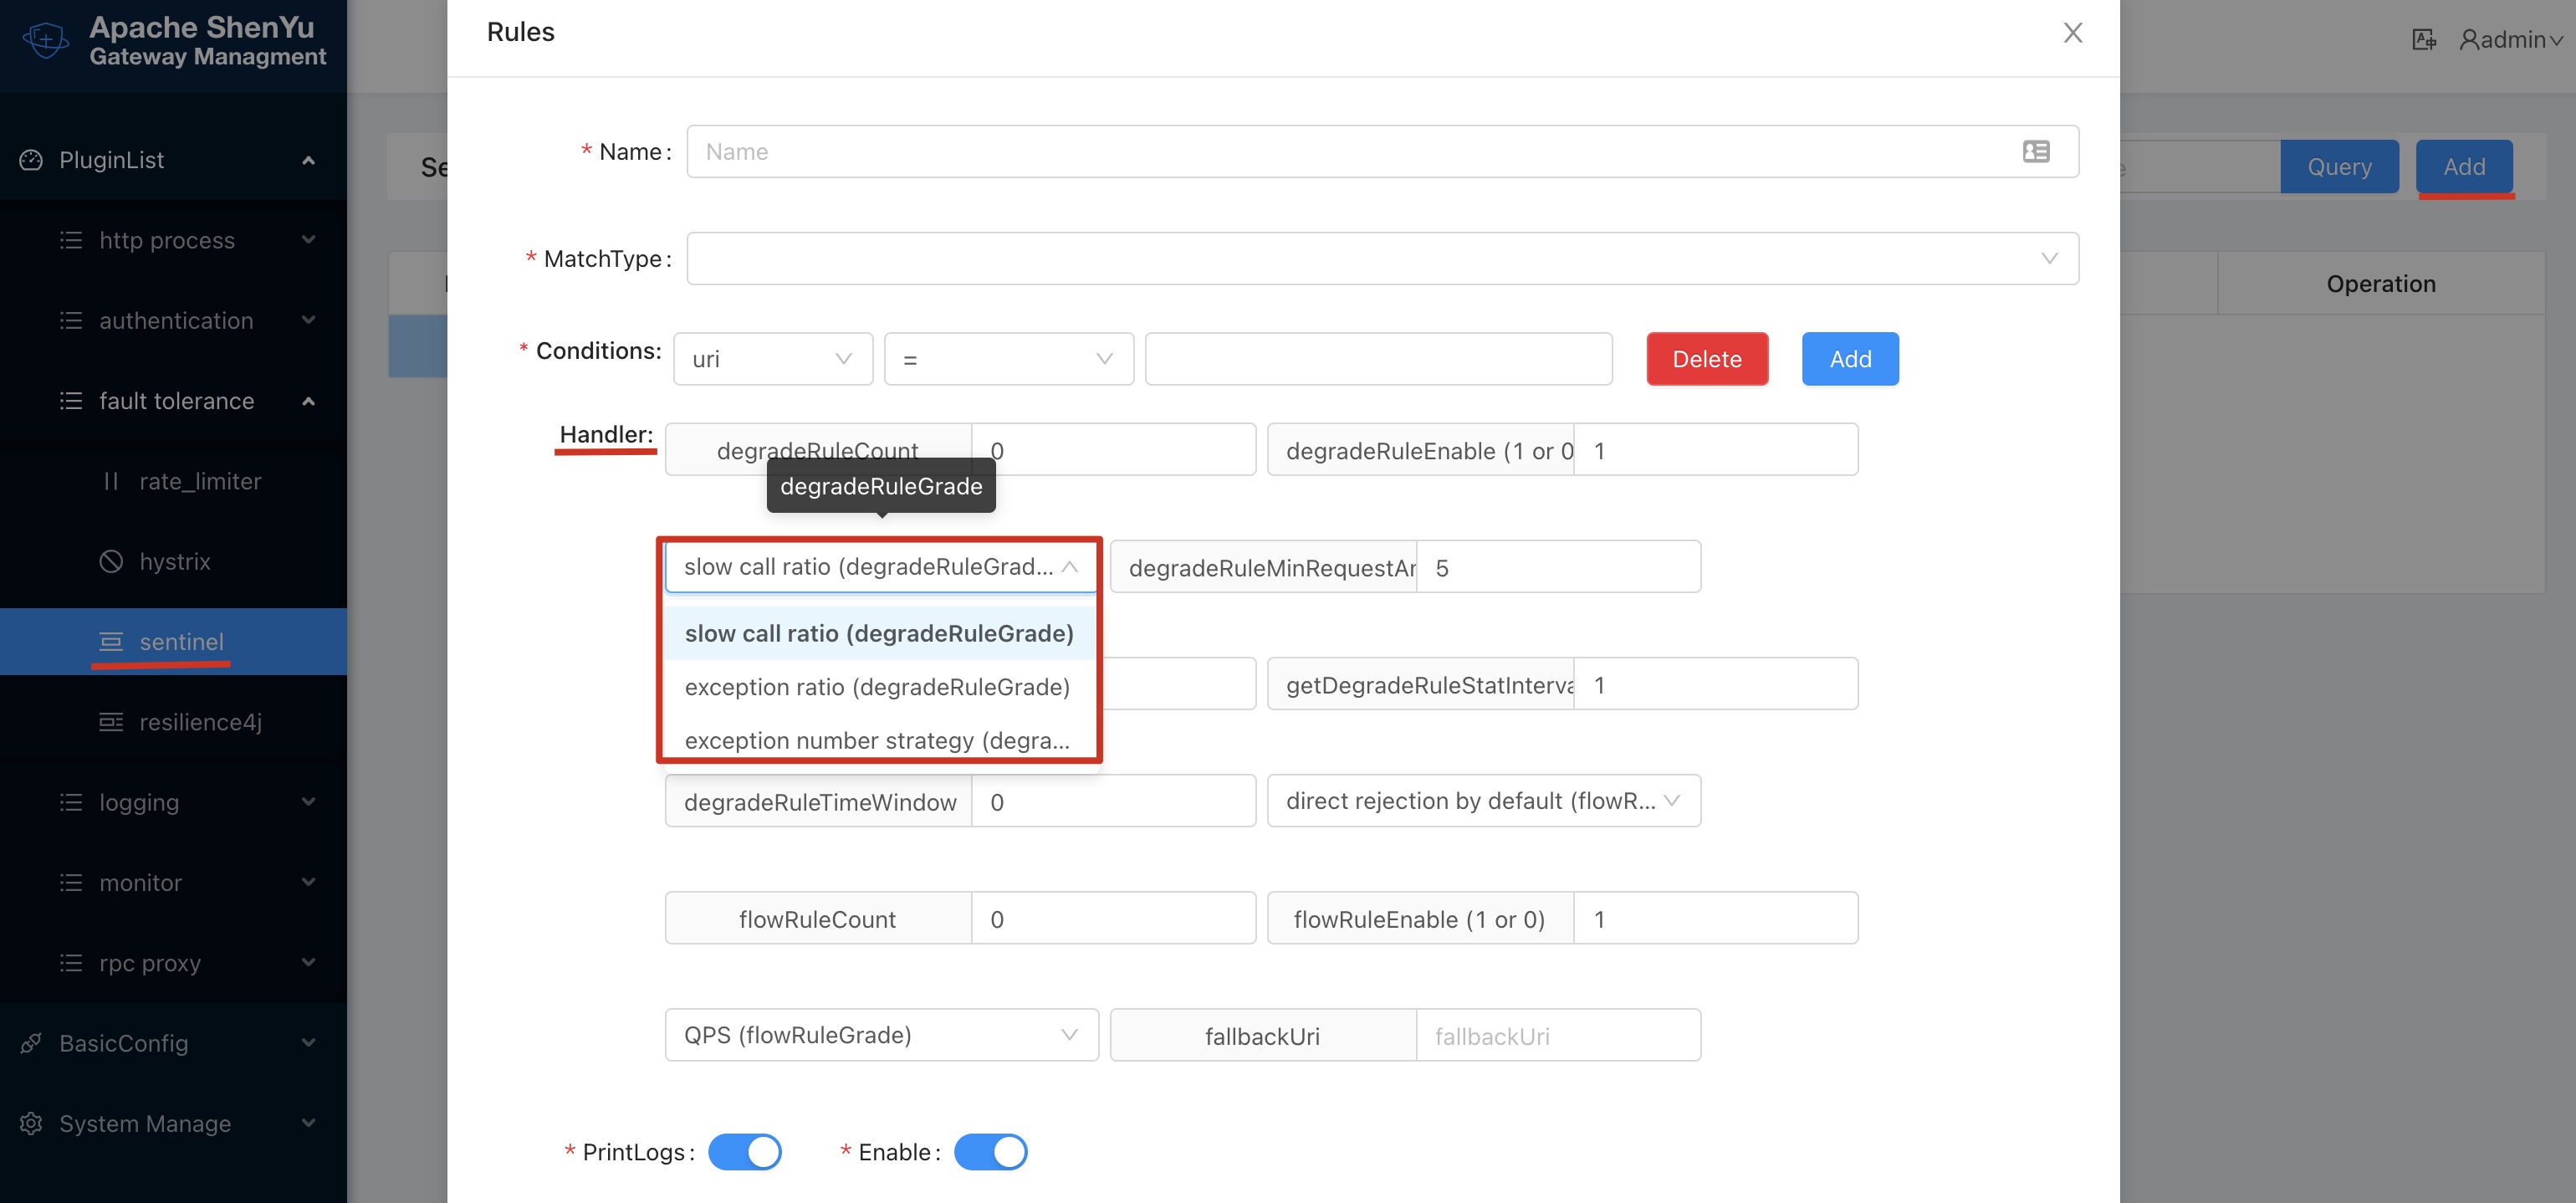 Apache ShenYu
Gateway Managment
PluginList
http process
authentication
fault tolerance
rate_limiter
hystrix
sentinel
resilience4j
logging
monitor
rpc proxy
BasicConfig
System Manage
admin
Se
Query
Add
Operation
Rules
* Name: Name
* MatchType:
* Conditions: uri = Delete Add
Handler: degradeRuleCount 0 degradeRuleEnable (1 or 0 1
degradeRuleGrade
slow call ratio (degradeRuleGrad... degradeRuleMinRequestAr 5
slow call ratio (degradeRuleGrade)
exception ratio (degradeRuleGrade) getDegradeRuleStatInterva 1
exception number strategy (degra...
degradeRuleTimeWindow 0 direct rejection by default (flowR...
flowRuleCount 0 flowRuleEnable (1 or 0) 1
QPS (flowRuleGrade) fallbackUri fallbackUri
* PrintLogs: * Enable: